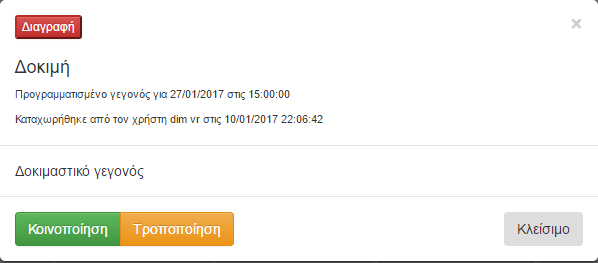 Διαγραφή
×
Δοκιμή
Προγραμματισμένο γεγονός για 27/01/2017 στις 15:00:00
Καταχωρήθηκε από τον χρήστη dim vr στις 10/01/2017 22:06:42
Δοκιμαστικό γεγονός
Κοινοποίηση Τροποποίηση Κλείσιμο